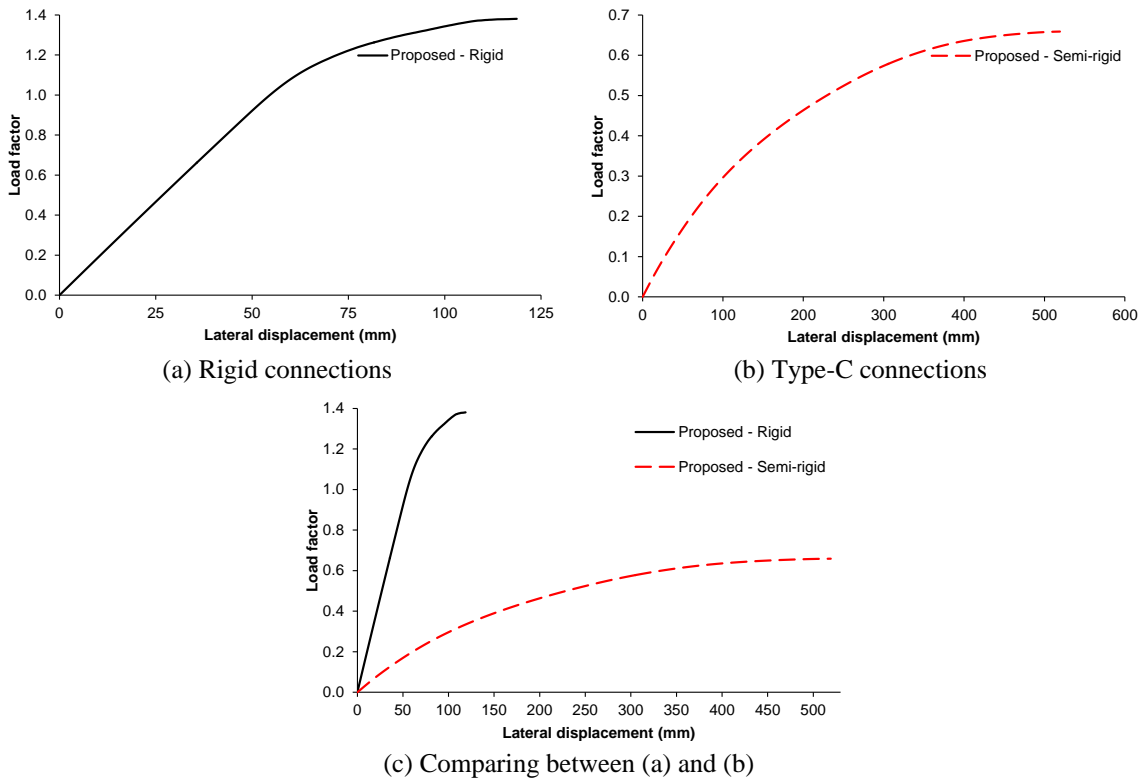 1.4
1.2
1.0
0.8
0.6
0.4
0.2
0.0
Load factor
Proposed - Rigid
0 25 50 75 100 125
Lateral displacement (mm)
(a) Rigid connections
0.7
0.6
0.5
0.4
0.3
0.2
0.1
0.0
Load factor
Proposed - Semi-rigid
0 100 200 300 400 500 600
Lateral displacement (mm)
(b) Type-C connections
1.4
1.2
1.0
0.8
0.6
0.4
0.2
0.0
Load factor
Proposed - Rigid
Proposed - Semi-rigid
0 50 100 150 200 250 300 350 400 450 500
Lateral displacement (mm)
(c) Comparing between (a) and (b)